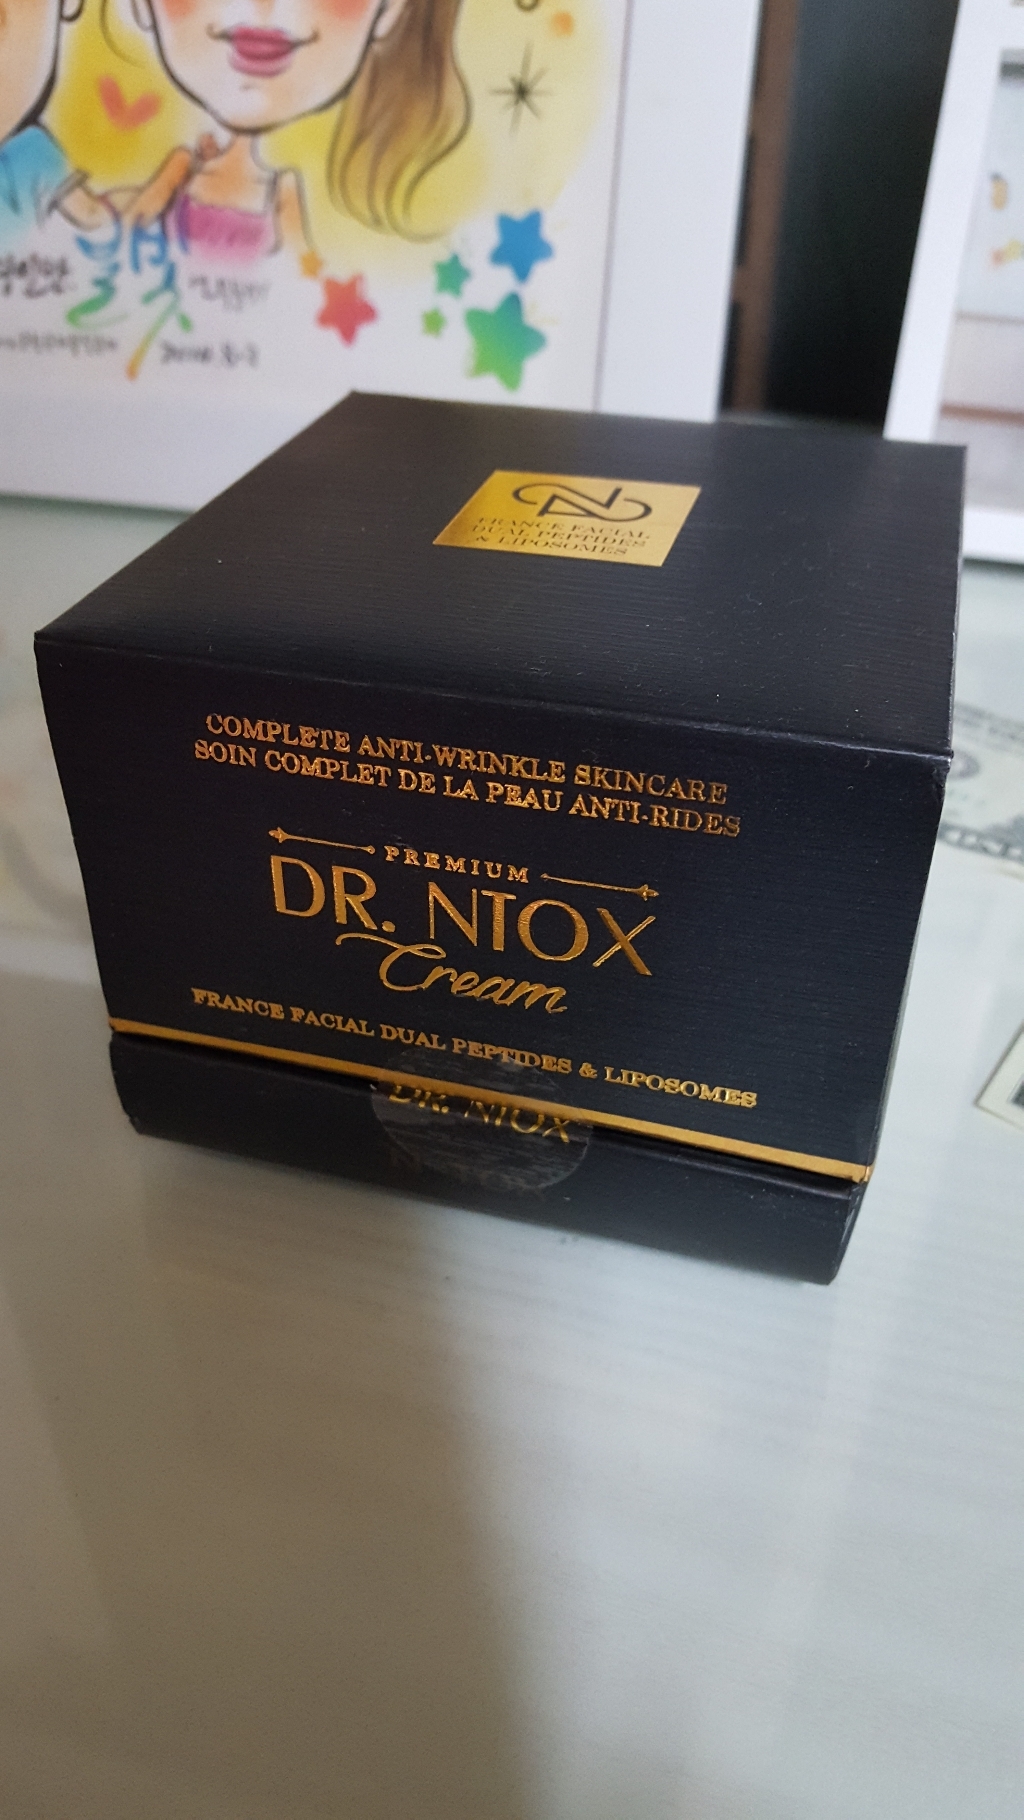 FRANCE FACIAL
DUAL PEPTIDES
& LIPOSOMES
COMPLETE ANTI-WRINKLE SKINCARE
SOIN COMPLET DE LA PEAU ANTI-RIDES
PREMIUM
DR. NTOX
Cream
FRANCE FACIAL DUAL PEPTIDES & LIPOSOMES
DR. NTOX